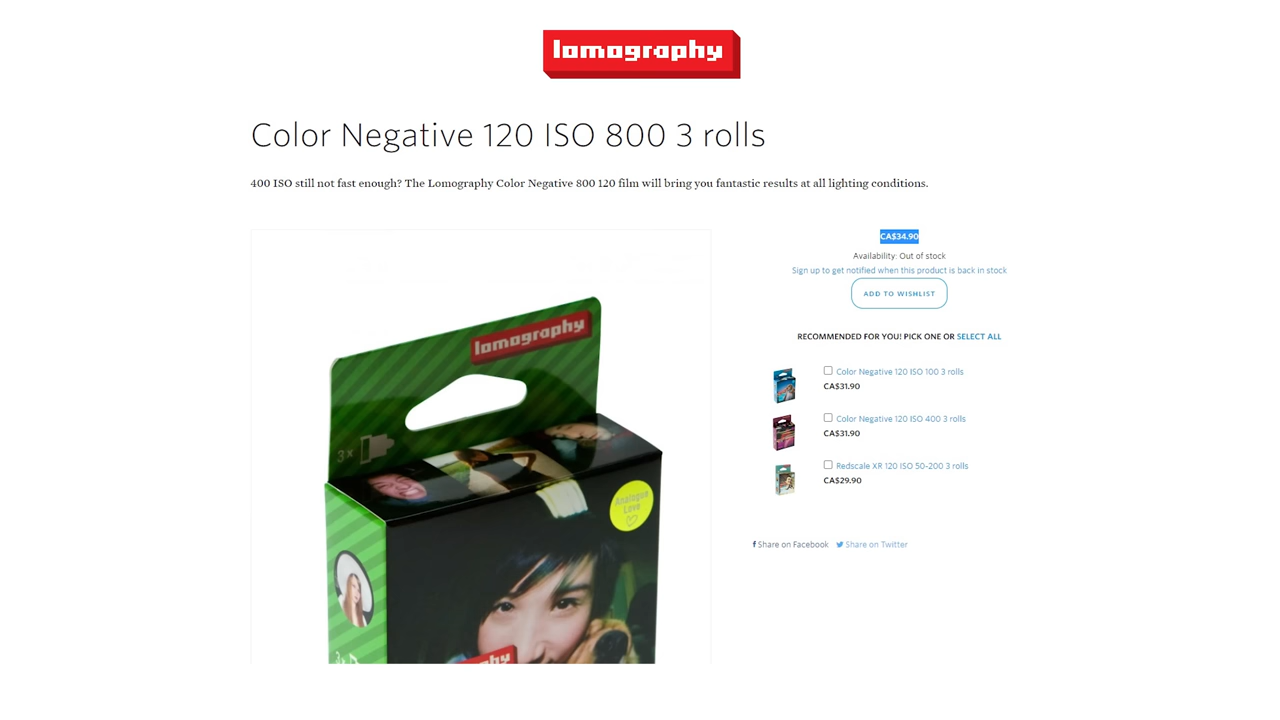 lomography
Color Negative 120 ISO 800 3 rolls
400 ISO still not fast enough? The Lomography Color Negative 800 120 film will bring you fantastic results at all lighting conditions.
CA$34.90
Availability: Out of stock
Sign up to get notified when this product is back in stock
ADD TO WISHLIST
RECOMMENDED FOR YOU! PICK ONE OR SELECT ALL
Color Negative 120 ISO 100 3 rolls
CA$31.90
Color Negative 120 ISO 400 3 rolls
CA$31.90
Redscale XR 120 ISO 50-200 3 rolls
CA$29.90
f Share on Facebook Share on Twitter
lomography
3x
Analogue
Love
3x
lomography